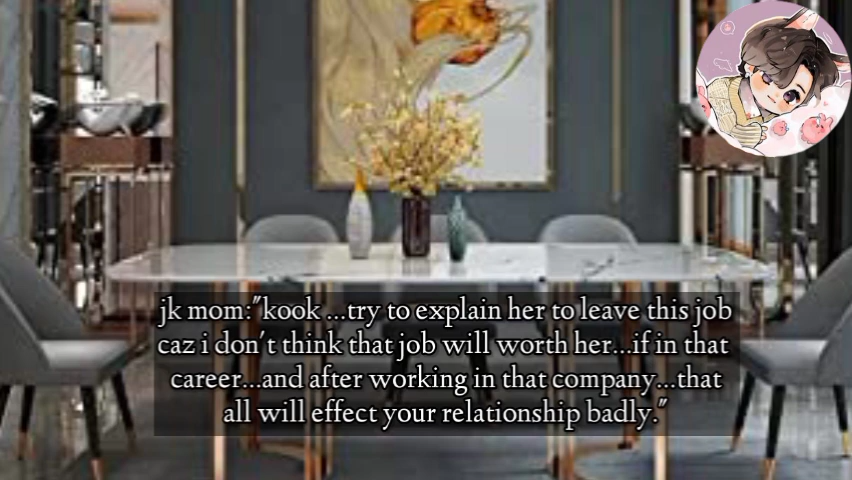 jk mom:"kook ...try to explain her to leave this job
caz i don't think that job will worth her...if in that
career...and after working in that company...that
all will effect your relationship badly."